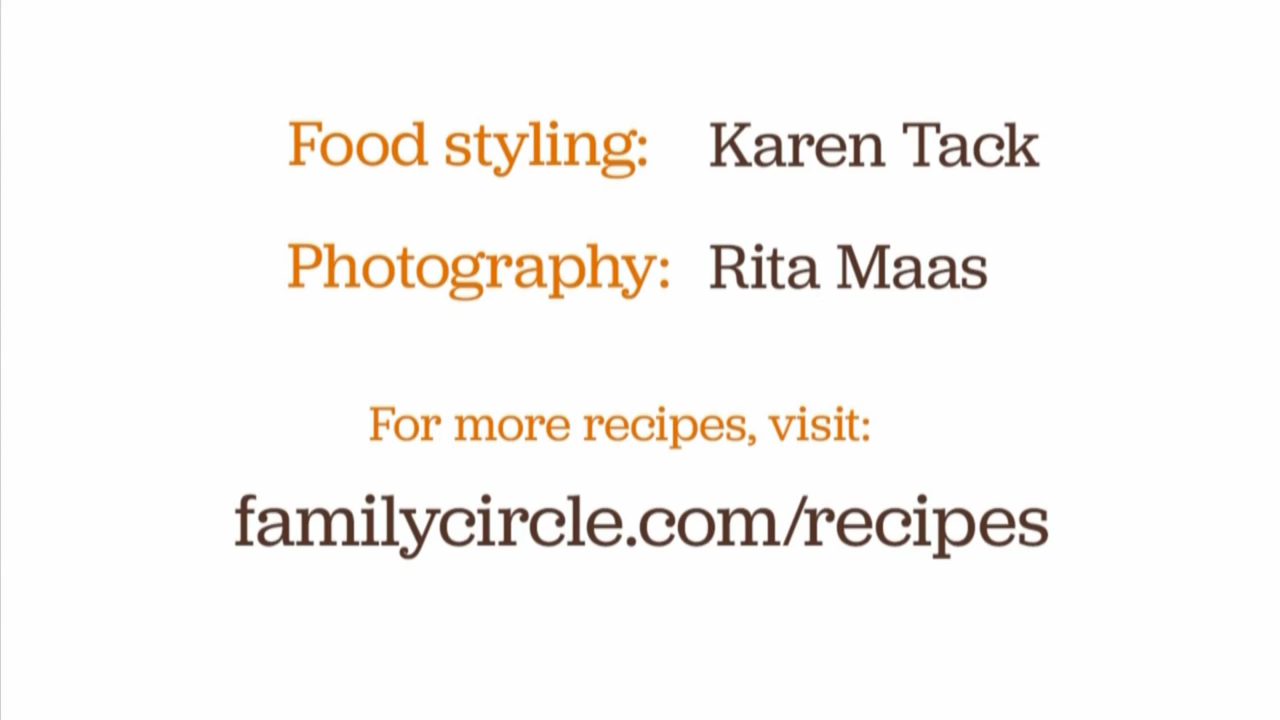 Food styling: Karen Tack
Photography: Rita Maas
For more recipes, visit:
familycircle.com/recipes